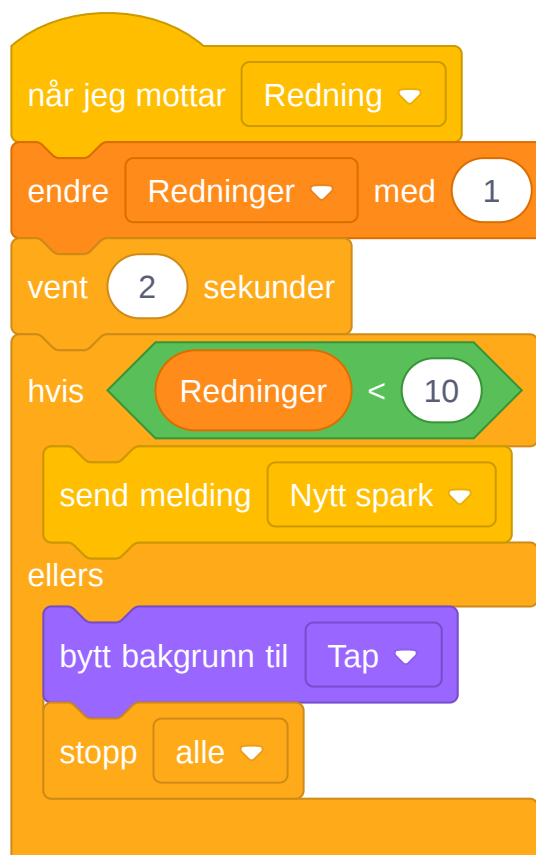 når jeg mottar Redning
endre Redninger med 1
vent 2 sekunder
hvis Redninger < 10
send melding Nytt spark
ellers
bytt bakgrunn til Tap
stopp alle